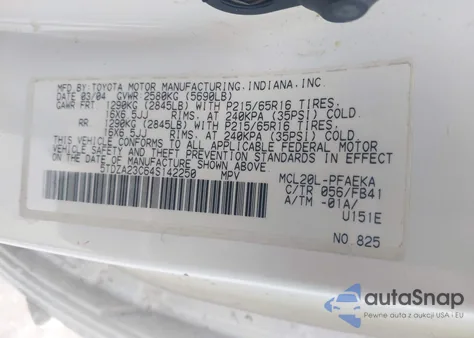 MFD. BY: TOYOTA MOTOR MANUFACTURING, INDIANA, INC.
DATE 03/04 GVWR 2580KG (5690LB)
GAWR FRT 1290KG (2845LB) WITH P215/65R16 TIRES,
16X6.5JJ RIMS, AT 240KPA (35PSI) COLD.
RR 1290KG (2845LB) WITH P215/65R16 TIRES,
16X6.5JJ RIMS, AT 240KPA (35PSI) COLD.
THIS VEHICLE CONFORMS TO ALL APPLICABLE FEDERAL MOTOR
VEHICLE SAFETY, BUMPER, AND THEFT PREVENTION STANDARDS IN
EFFECT ON THE DATE OF MANUFACTURE SHOWN ABOVE.
5TDZA23C64S142250 MPV MCL20L-PFAEKA
C/TR 056/FB41
A/TM -01A/
U151E
NO.825
autoSnap
Pewne auto z aukcji USA - EU